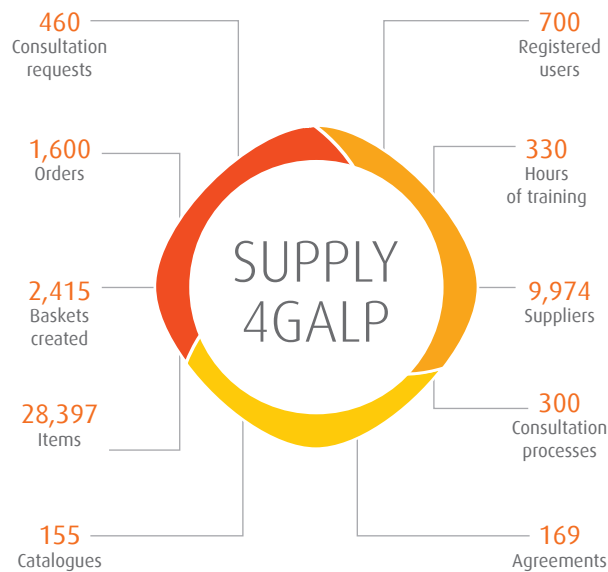 460
Consultation
requests
700
Registered
users
1,600
Orders
330
Hours
of training
SUPPLY
4GALP
2,415
Baskets
created
9,974
Suppliers
28,397
Items
300
Consultation
processes
155
Catalogues
169
Agreements